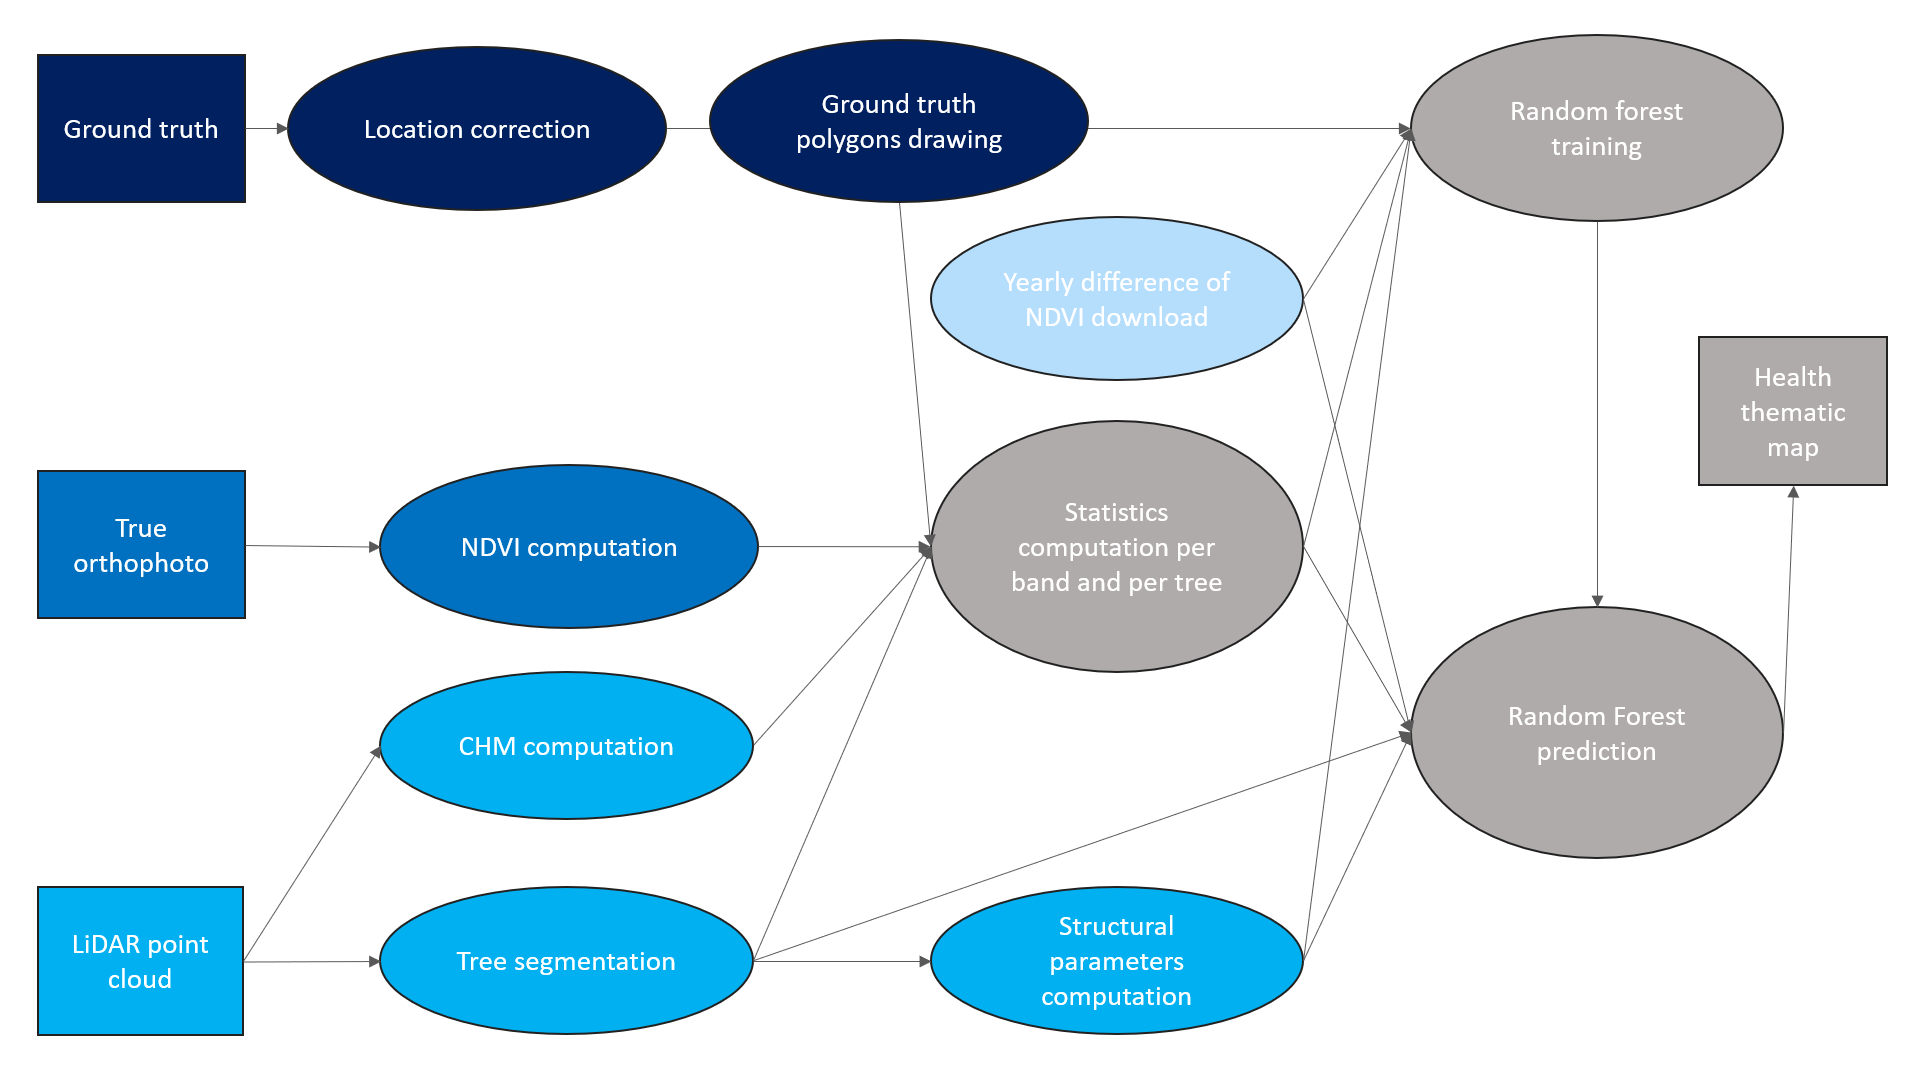 Ground truth
Location correction
Ground truth
polygons drawing
Random forest
training
Yearly difference of
NDVI download
Health
thematic
map
True
orthophoto
NDVI computation
Statistics
computation per
band and per tree
CHM computation
Random Forest
prediction
LiDAR point
cloud
Tree segmentation
Structural
parameters
computation